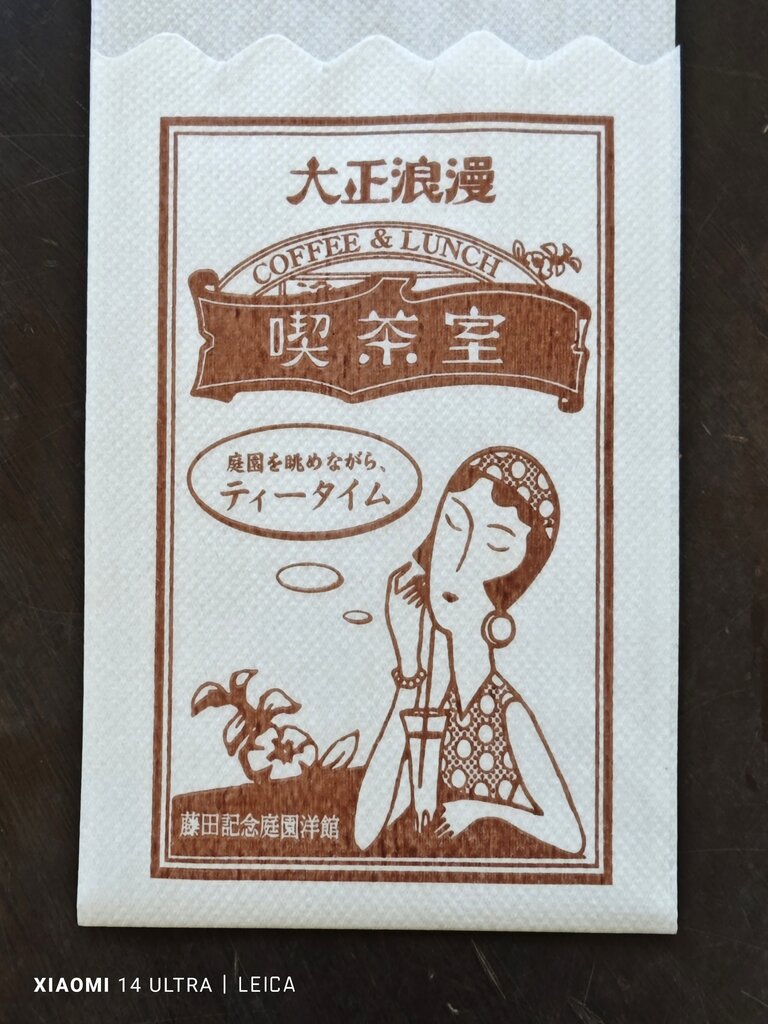 大正浪漫
COFFEE & LUNCH
喫茶室
庭園を眺めながら、
ティータイム
藤田記念庭園洋館
XIAOMI 14 ULTRA | LEICA